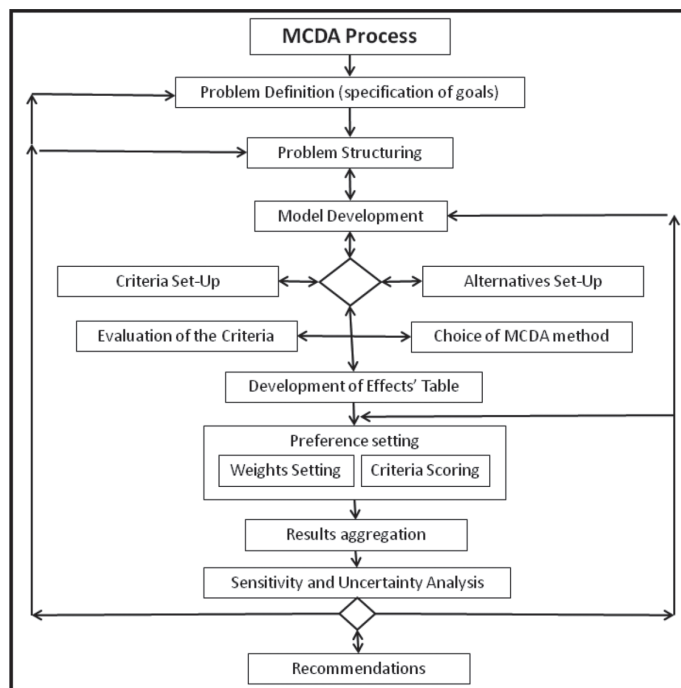 MCDA Process
Problem Definition (specification of goals)
Problem Structuring
Model Development
Criteria Set-Up
Alternatives Set-Up
Evaluation of the Criteria
Choice of MCDA method
Development of Effects' Table
Preference setting
Weights Setting
Criteria Scoring
Results aggregation
Sensitivity and Uncertainty Analysis
Recommendations